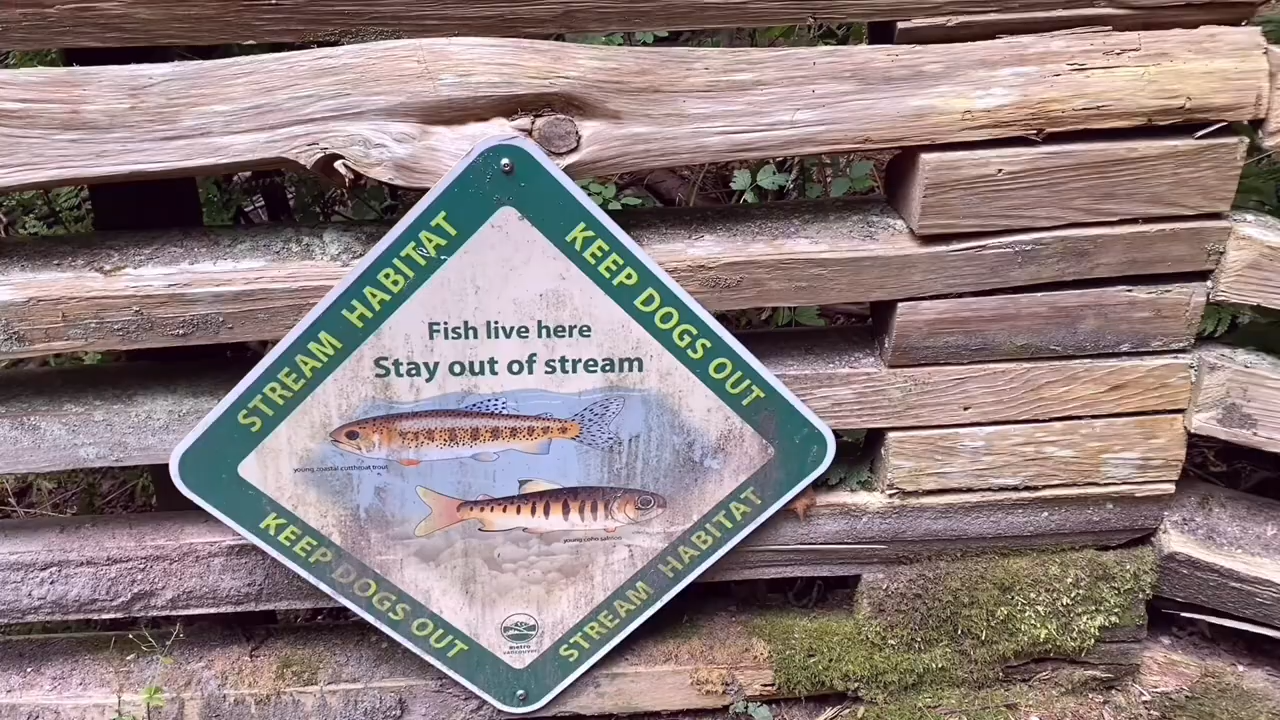 STREAM HABITAT
KEEP DOGS OUT
Fish live here
Stay out of stream
young coastal cutthroat trout
young coho salmon
KEEP DOGS OUT
STREAM HABITAT
metro
vancouver